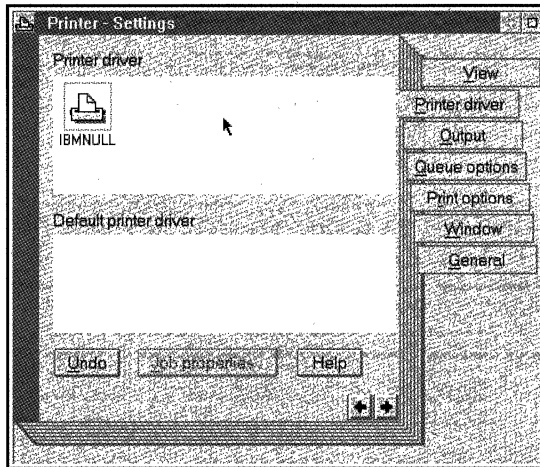 Printer - Settings
Printer driver
IBMNULL
Default printer driver
Undo
Job properties...
Help
View
Printer driver
Output
Queue options
Print options
Window
General